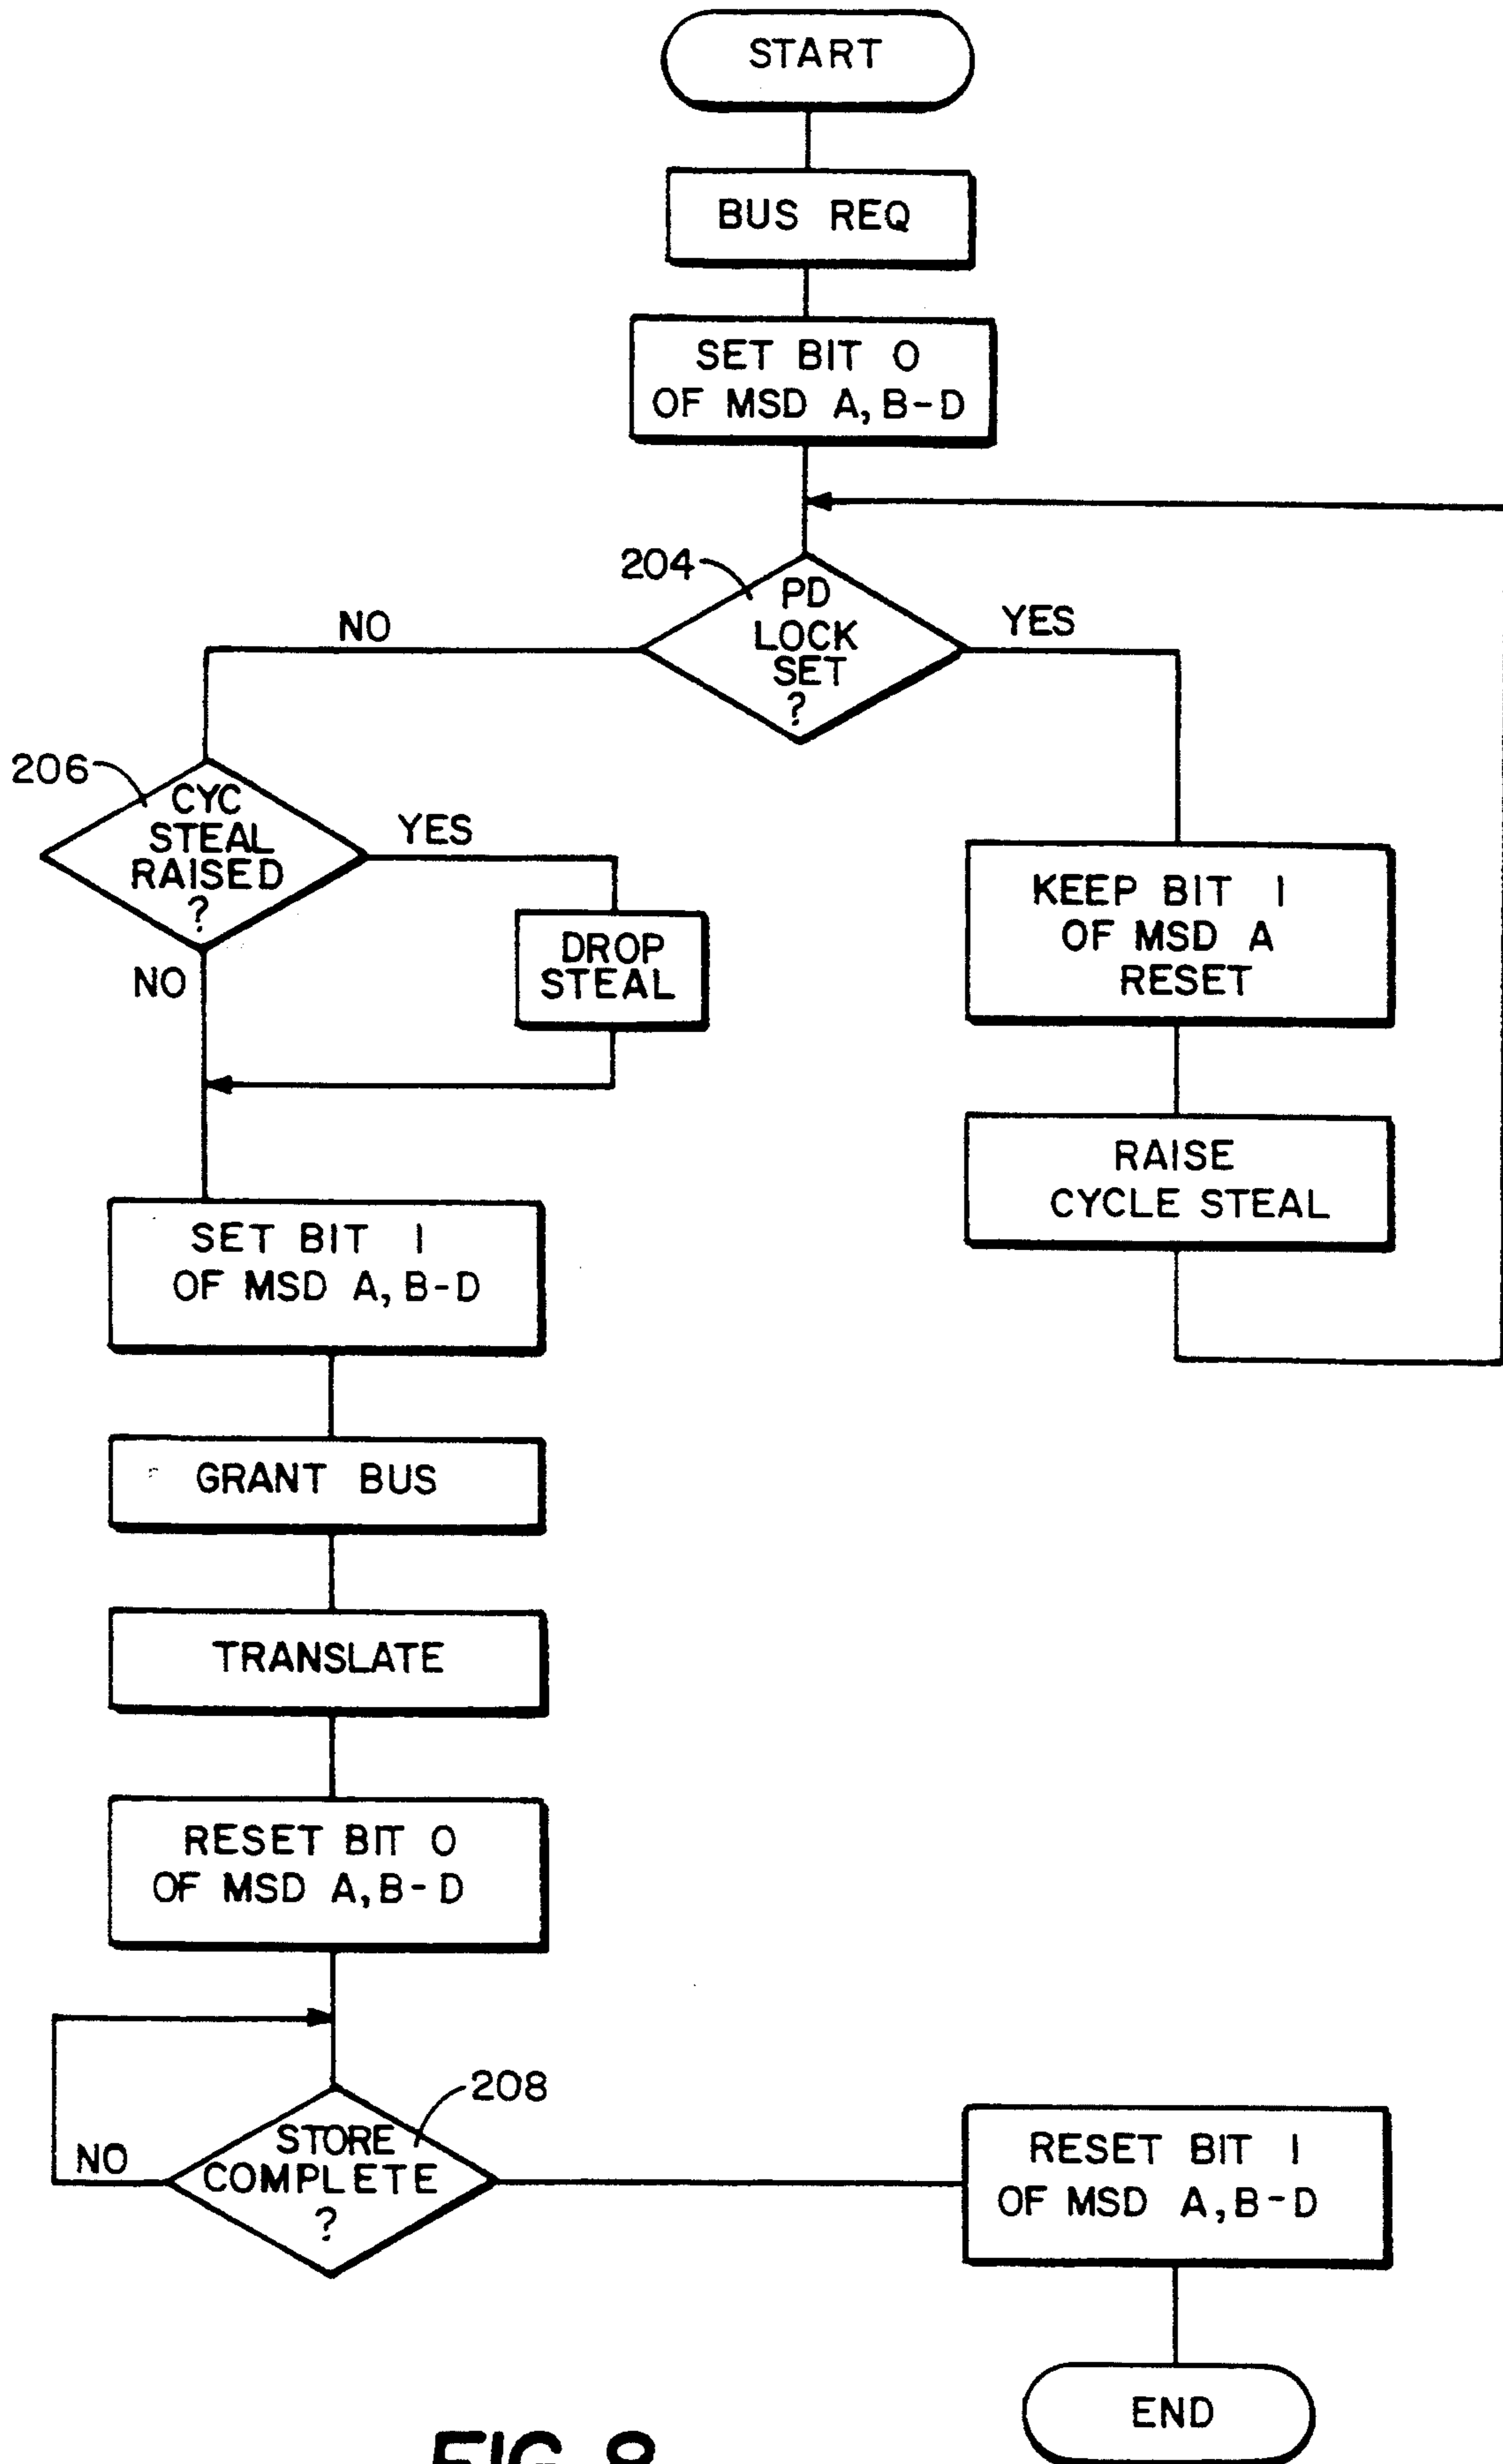 START
BUS REQ
SET BIT 0
OF MSD A, B-D
204
PD
LOCK
SET
?
NO
YES
206
CYC
STEAL
RAISED
?
YES
NO
DROP
STEAL
KEEP BIT 1
OF MSD A
RESET
RAISE
CYCLE STEAL
SET BIT 1
OF MSD A, B-D
GRANT BUS
TRANSLATE
RESET BIT 0
OF MSD A, B-D
208
STORE
COMPLETE
?
NO
RESET BIT 1
OF MSD A, B-D
END